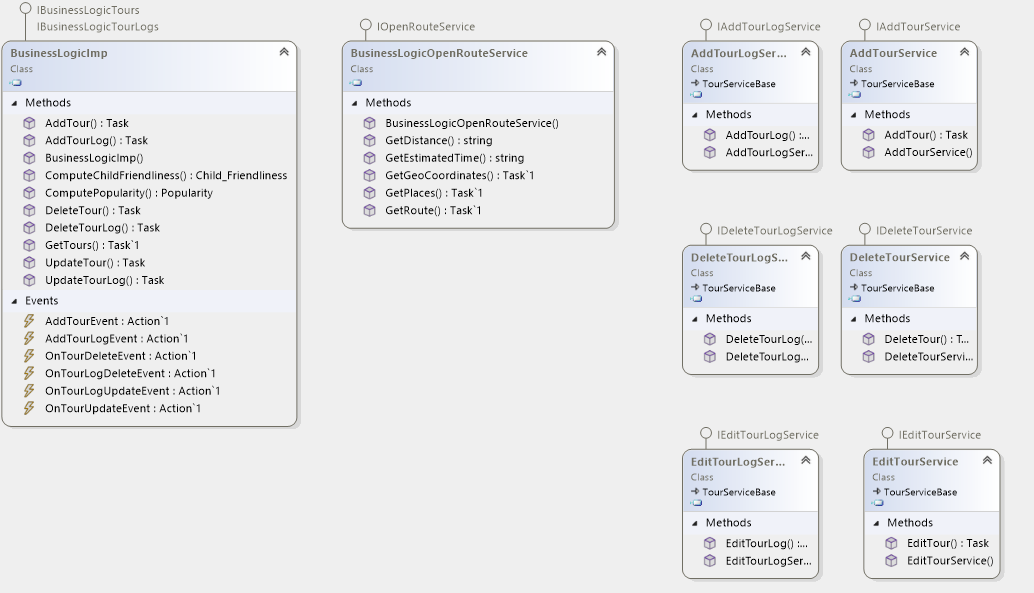 IBusinessLogicTours
IBusinessLogicTourLogs
BusinessLogicImp
Class
Methods
AddTour() : Task
AddTourLog() : Task
BusinessLogicImp()
ComputeChildFriendliness() : Child_Friendliness
ComputePopularity() : Popularity
DeleteTour() : Task
DeleteTourLog() : Task
GetTours() : Task`1
UpdateTour() : Task
UpdateTourLog() : Task
Events
AddTourEvent : Action`1
AddTourLogEvent : Action`1
OnTourDeleteEvent : Action`1
OnTourLogDeleteEvent : Action`1
OnTourLogUpdateEvent : Action`1
OnTourUpdateEvent : Action`1
IOpenRouteService
BusinessLogicOpenRouteService
Class
Methods
BusinessLogicOpenRouteService()
GetDistance() : string
GetEstimatedTime() : string
GetGeoCoordinates() : Task`1
GetPlaces() : Task`1
GetRoute() : Task`1
IAddTourLogService
AddTourLogSer...
Class
TourServiceBase
Methods
AddTourLog() :...
AddTourLogSer...
IAddTourService
AddTourService
Class
TourServiceBase
Methods
AddTour() : Task
AddTourService()
IDeleteTourLogService
DeleteTourLogS...
Class
TourServiceBase
Methods
DeleteTourLog(...
DeleteTourLog...
IDeleteTourService
DeleteTourService
Class
TourServiceBase
Methods
DeleteTour() : T...
DeleteTourServi...
IEditTourLogService
EditTourLogSer...
Class
TourServiceBase
Methods
EditTourLog() :...
EditTourLogSer...
IEditTourService
EditTourService
Class
TourServiceBase
Methods
EditTour() : Task
EditTourService()